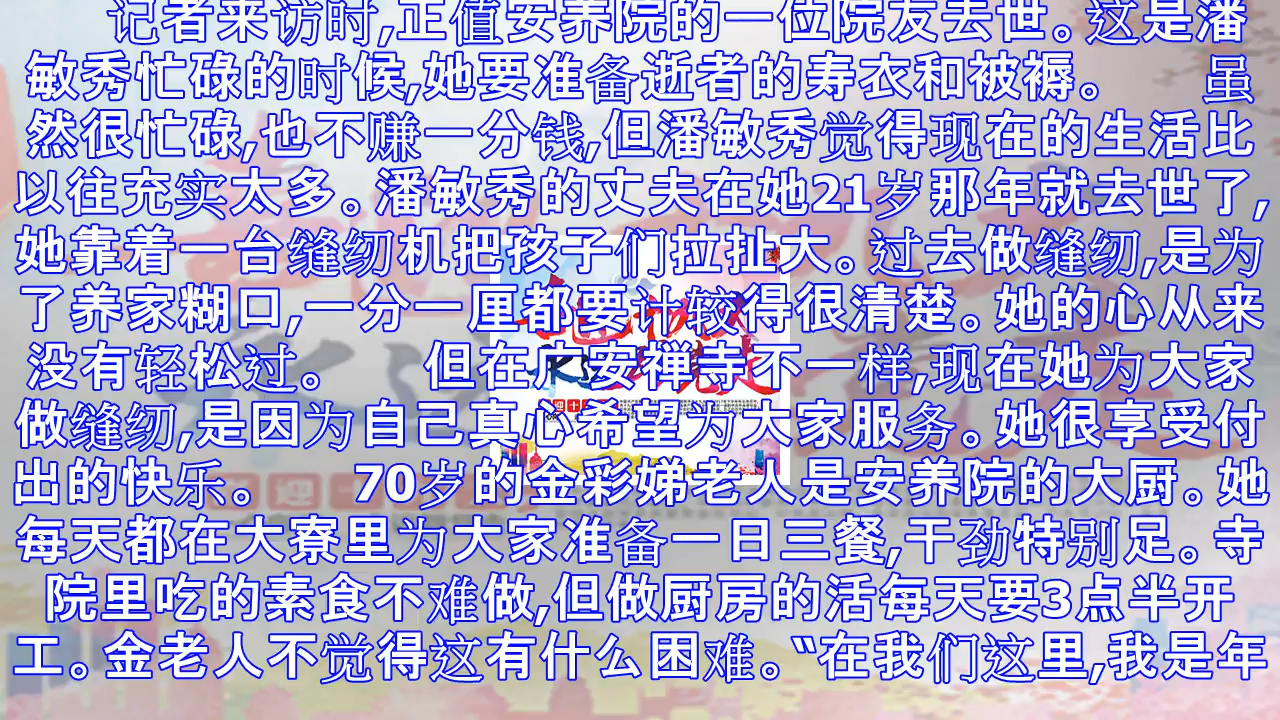 记者来访时,正值安养院的一位院友去世。这是潘
敏秀忙碌的时候,她要准备逝者的寿衣和被褥。 虽
然很忙碌,也不赚一分钱,但潘敏秀觉得现在的生活比
以往充实太多。潘敏秀的丈夫在她21岁那年就去世了,
她靠着一台缝纫机把孩子们拉扯大。过去做缝纫,是为
了养家糊口,一分一厘都要计较得很清楚。她的心从来
没有轻松过。 但在广安禅寺不一样,现在她为大家
做缝纫,是因为自己真心希望为大家服务。她很享受付
出的快乐。 70岁的金彩娣老人是安养院的大厨。她
每天都在大寮里为大家准备一日三餐,干劲特别足。寺
院里吃的素食不难做,但做厨房的活每天要3点半开
工。金老人不觉得这有什么困难。“在我们这里,我是年